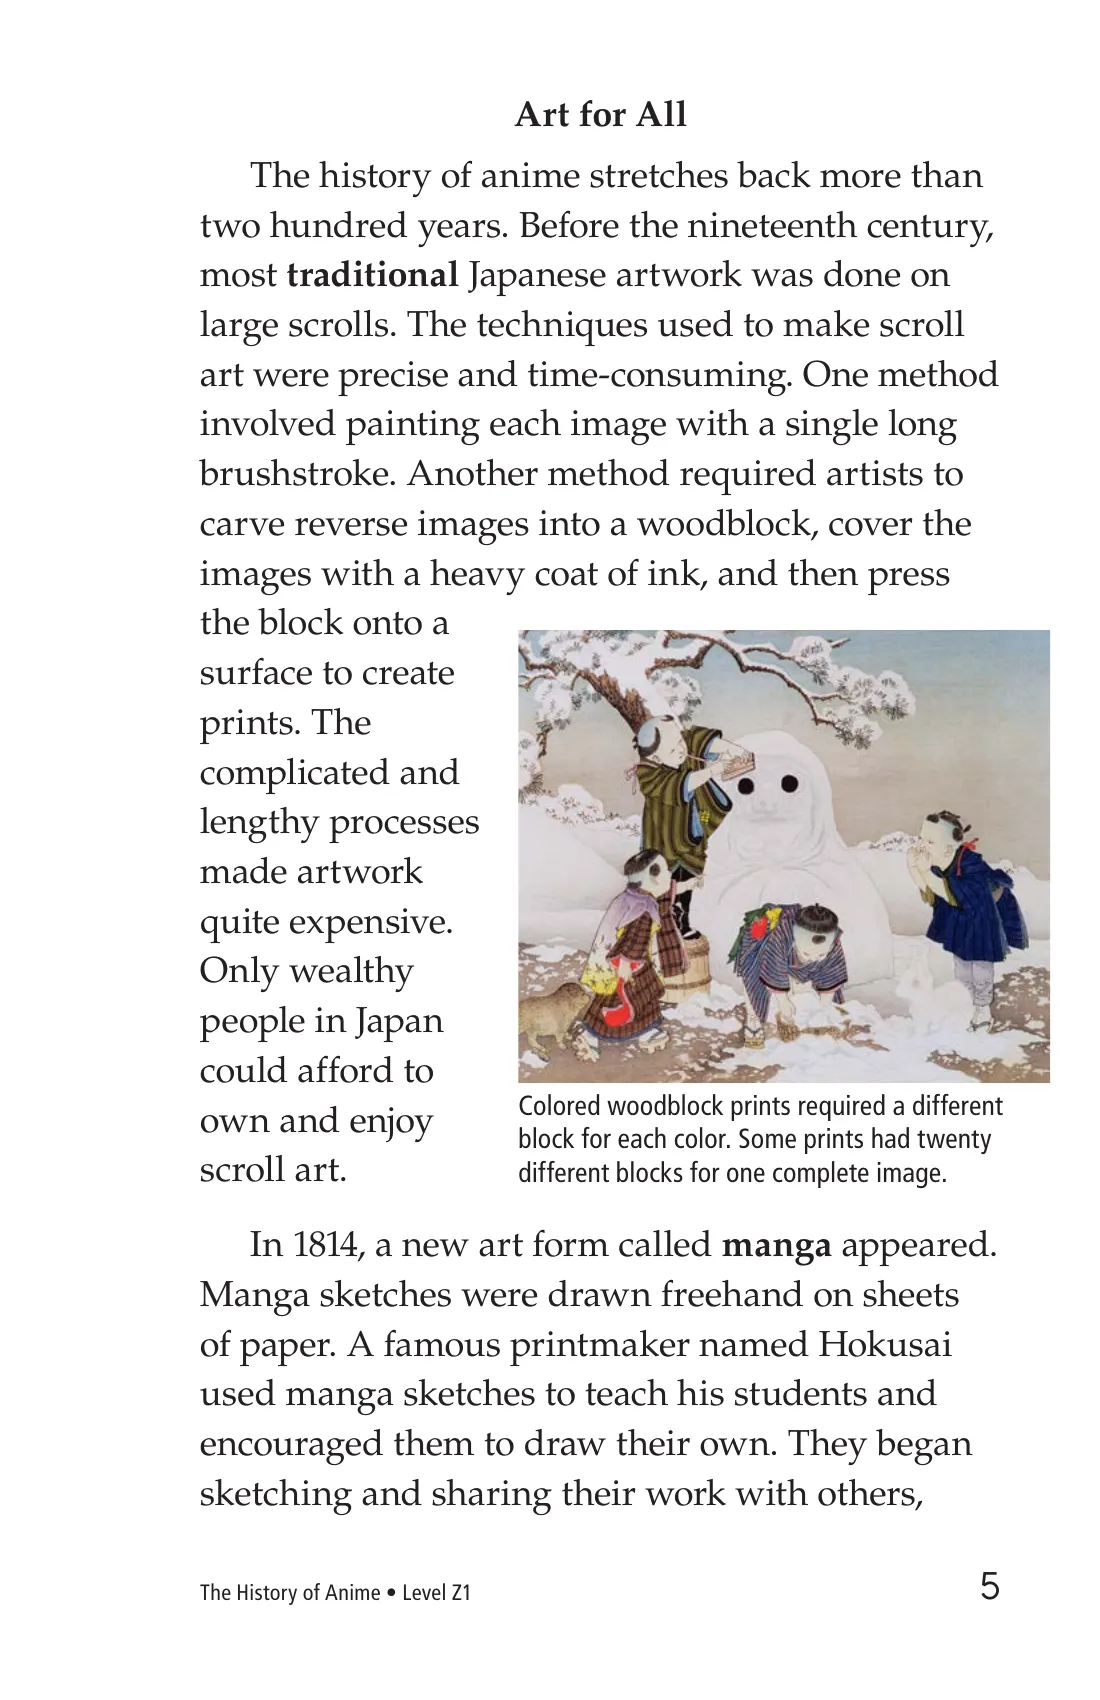 Art for All
The history of anime stretches back more than
two hundred years. Before the nineteenth century,
most traditional Japanese artwork was done on
large scrolls. The techniques used to make scroll
art were precise and time-consuming. One method
involved painting each image with a single long
brushstroke. Another method required artists to
carve reverse images into a woodblock, cover the
images with a heavy coat of ink, and then press
the block onto a
surface to create
prints. The
complicated and
lengthy processes
made artwork
quite expensive.
Only wealthy
people in Japan
could afford to
own and enjoy
scroll art.
Colored woodblock prints required a different
block for each color. Some prints had twenty
different blocks for one complete image.
In 1814, a new art form called manga appeared.
Manga sketches were drawn freehand on sheets
of paper. A famous printmaker named Hokusai
used manga sketches to teach his students and
encouraged them to draw their own. They began
sketching and sharing their work with others,
The History of Anime • Level Z1
5